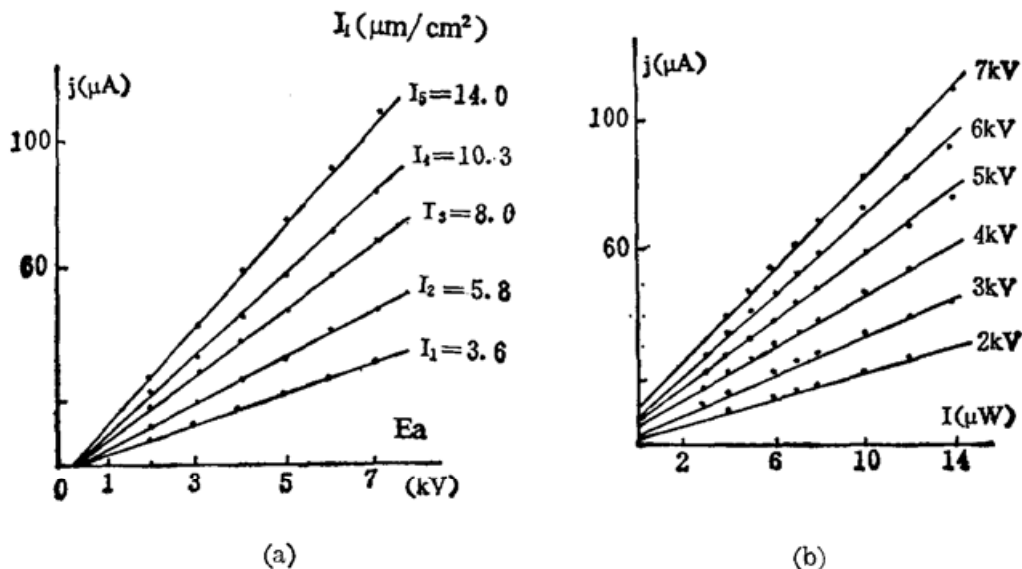 I₁(μm/cm²)
j(μA)
100
60
0
1
3
5
7
(kV)
Ea
I₅=14.0
I₄=10.3
I₃=8.0
I₂=5.8
I₁=3.6
(a)
j(μA)
100
60
2
6
10
14
I(μW)
7kV
6kV
5kV
4kV
3kV
2kV
(b)